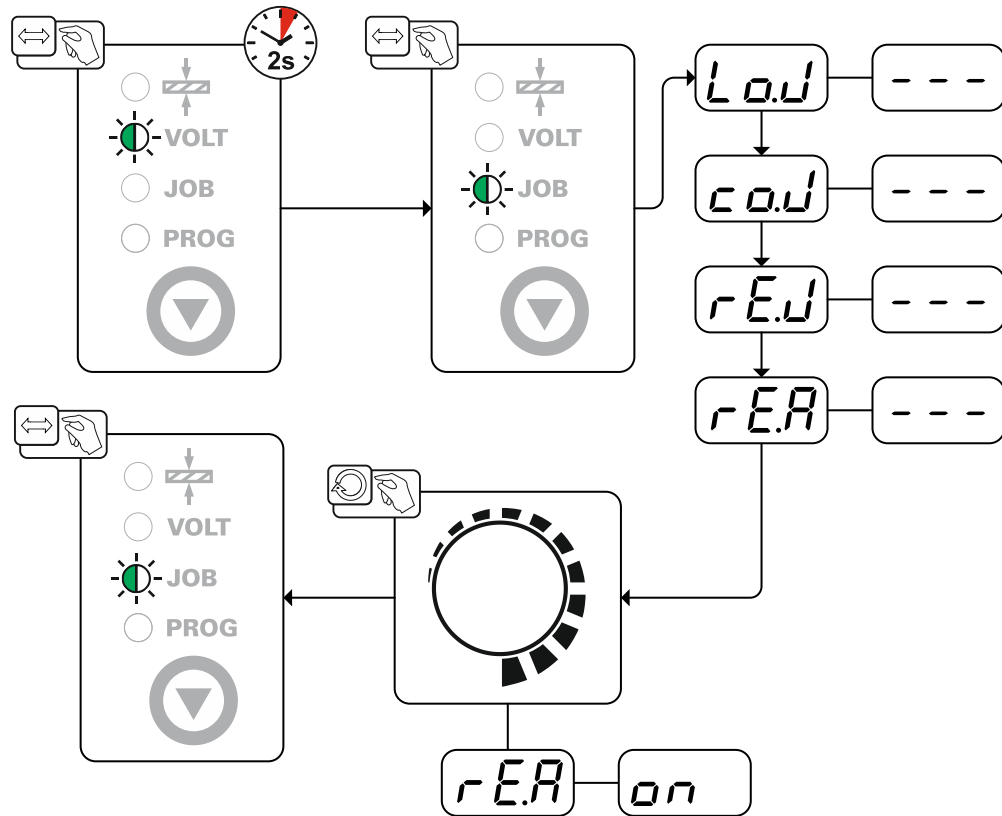 2s
VOLT
JOB
PROG
VOLT
JOB
PROG
Lo.J - - -
co.J - - -
rE.J - - -
rE.A - - -
VOLT
JOB
PROG
rE.A on